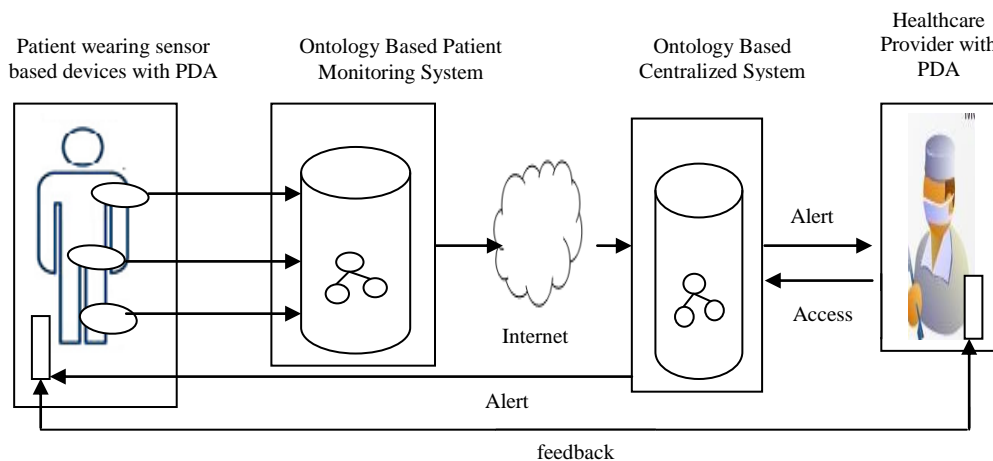 Patient wearing sensor
based devices with PDA
Ontology Based Patient
Monitoring System
Ontology Based
Centralized System
Healthcare
Provider with
PDA
Alert
Access
Internet
Alert
feedback